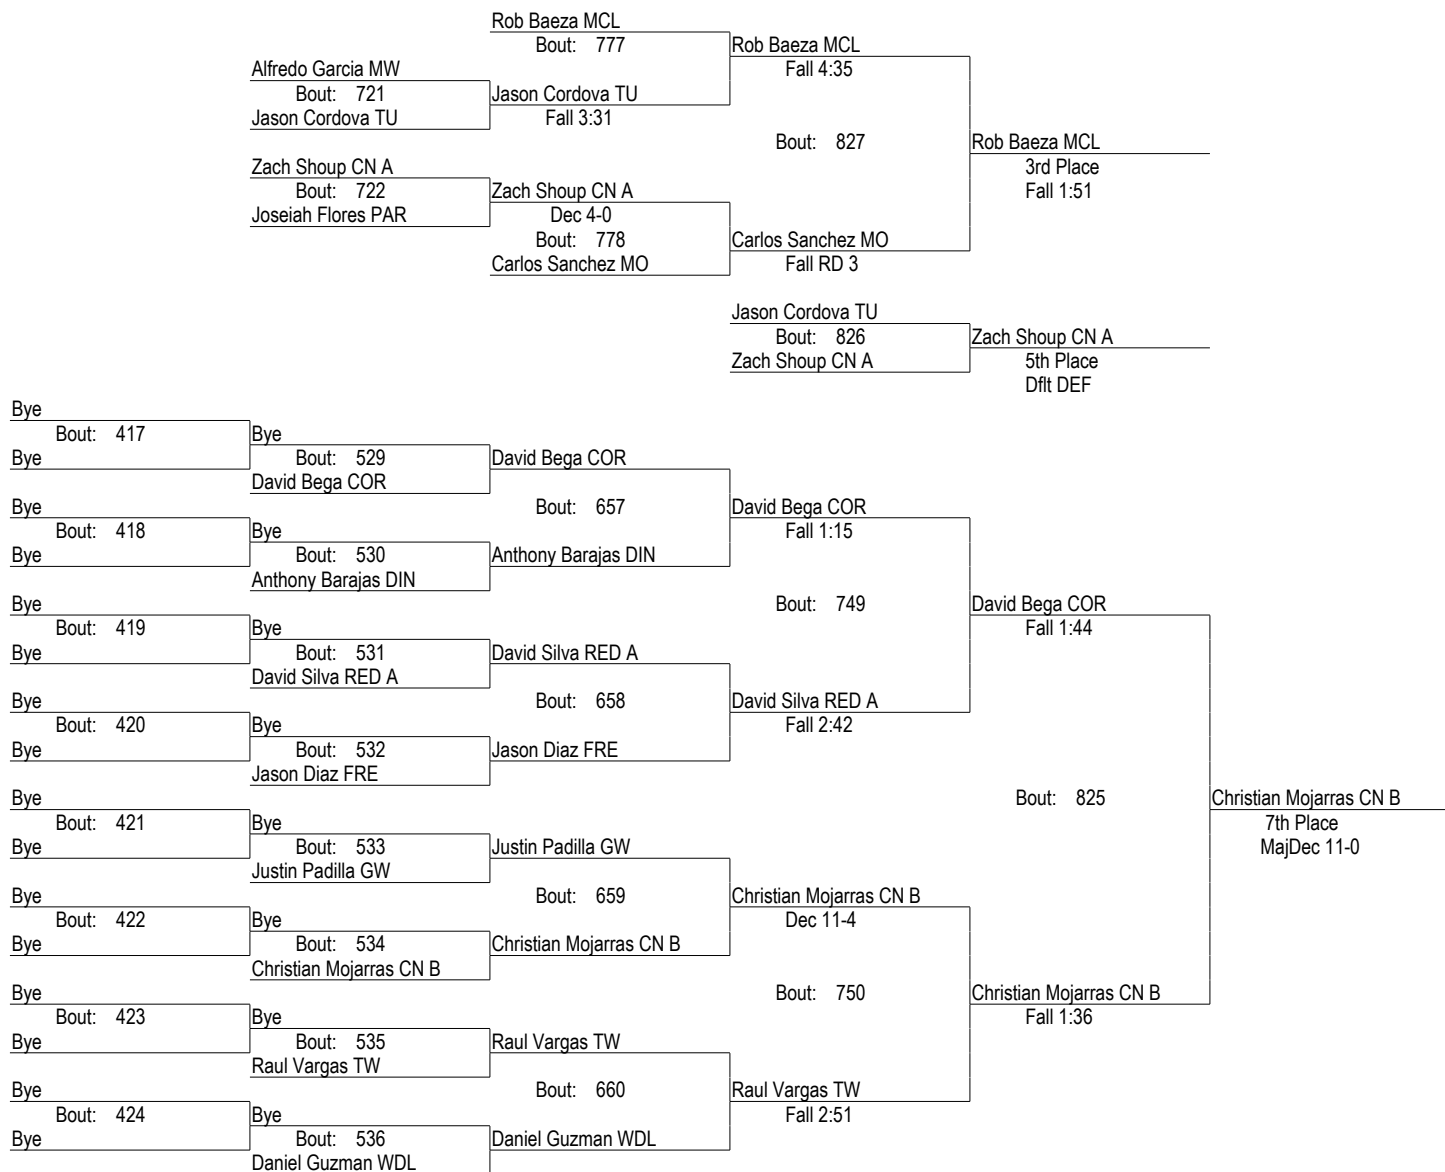 Rob Baeza MCL
Bout: 777
Rob Baeza MCL
Fall 4:35
Alfredo Garcia MW
Bout: 721
Jason Cordova TU
Jason Cordova TU
Fall 3:31
Bout: 827
Rob Baeza MCL
3rd Place
Fall 1:51
Zach Shoup CN A
Bout: 722
Joseiah Flores PAR
Zach Shoup CN A
Dec 4-0
Bout: 778
Carlos Sanchez MO
Carlos Sanchez MO
Fall RD 3
Jason Cordova TU
Bout: 826
Zach Shoup CN A
Zach Shoup CN A
5th Place
Dflt DEF
Bye
Bout: 417
Bye
Bye
Bout: 529
David Bega COR
David Bega COR
Bout: 657
David Bega COR
Fall 1:15
Bye
Bout: 418
Bye
Bye
Bout: 530
Anthony Barajas DIN
Anthony Barajas DIN
Bout: 749
David Bega COR
Fall 1:44
Bye
Bout: 419
Bye
Bye
Bout: 531
David Silva RED A
David Silva RED A
Bout: 658
David Silva RED A
Fall 2:42
Bye
Bout: 420
Bye
Bye
Bout: 532
Jason Diaz FRE
Jason Diaz FRE
Bout: 825
Christian Mojarras CN B
7th Place
MajDec 11-0
Bye
Bout: 421
Bye
Bye
Bout: 533
Justin Padilla GW
Justin Padilla GW
Bout: 659
Christian Mojarras CN B
Dec 11-4
Bye
Bout: 422
Bye
Bye
Bout: 534
Christian Mojarras CN B
Christian Mojarras CN B
Bout: 750
Christian Mojarras CN B
Fall 1:36
Bye
Bout: 423
Bye
Bye
Bout: 535
Raul Vargas TW
Raul Vargas TW
Bout: 660
Raul Vargas TW
Fall 2:51
Bye
Bout: 424
Bye
Bye
Bout: 536
Daniel Guzman WDL
Daniel Guzman WDL